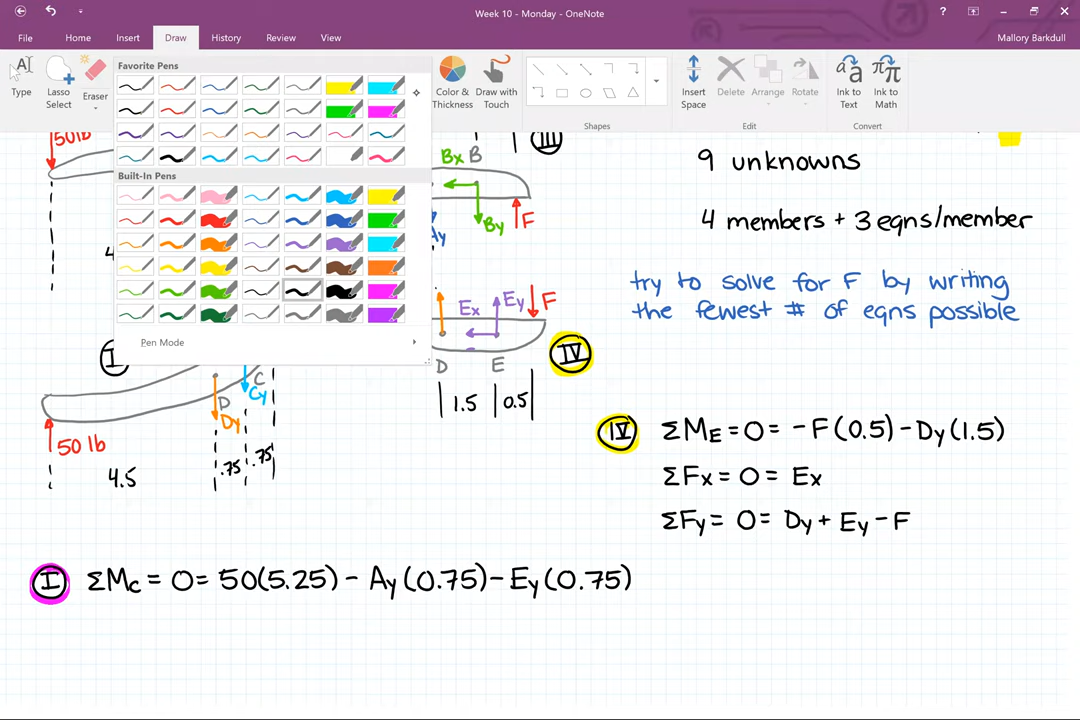 Week 10 - Monday - OneNote
?
File Home Insert Draw History Review View
Mallory Barkdull
Type
Lasso Select
Eraser
Favorite Pens
Built-In Pens
Pen Mode
Color & Thickness
Draw with Touch
Shapes
Insert Space
Delete
Arrange
Rotate
Edit
Ink to Text
Ink to Math
Convert
50lb
III
Bx B
By
F
Ay
4
9 unknowns
4 members + 3 eqns/member
try to solve for F by writing
the fewest # of eqns possible
Ex
Ey
F
IV
D E
1.5 0.5
I
C
Cy
D
Dy
50 lb
4.5 .75 .75
IV ΣME = 0 = - F (0.5) - Dy (1.5)
ΣFx = 0 = Ex
ΣFy = 0 = Dy + Ey - F
I ΣMC = 0 = 50(5.25) - Ay (0.75) - Ey (0.75)